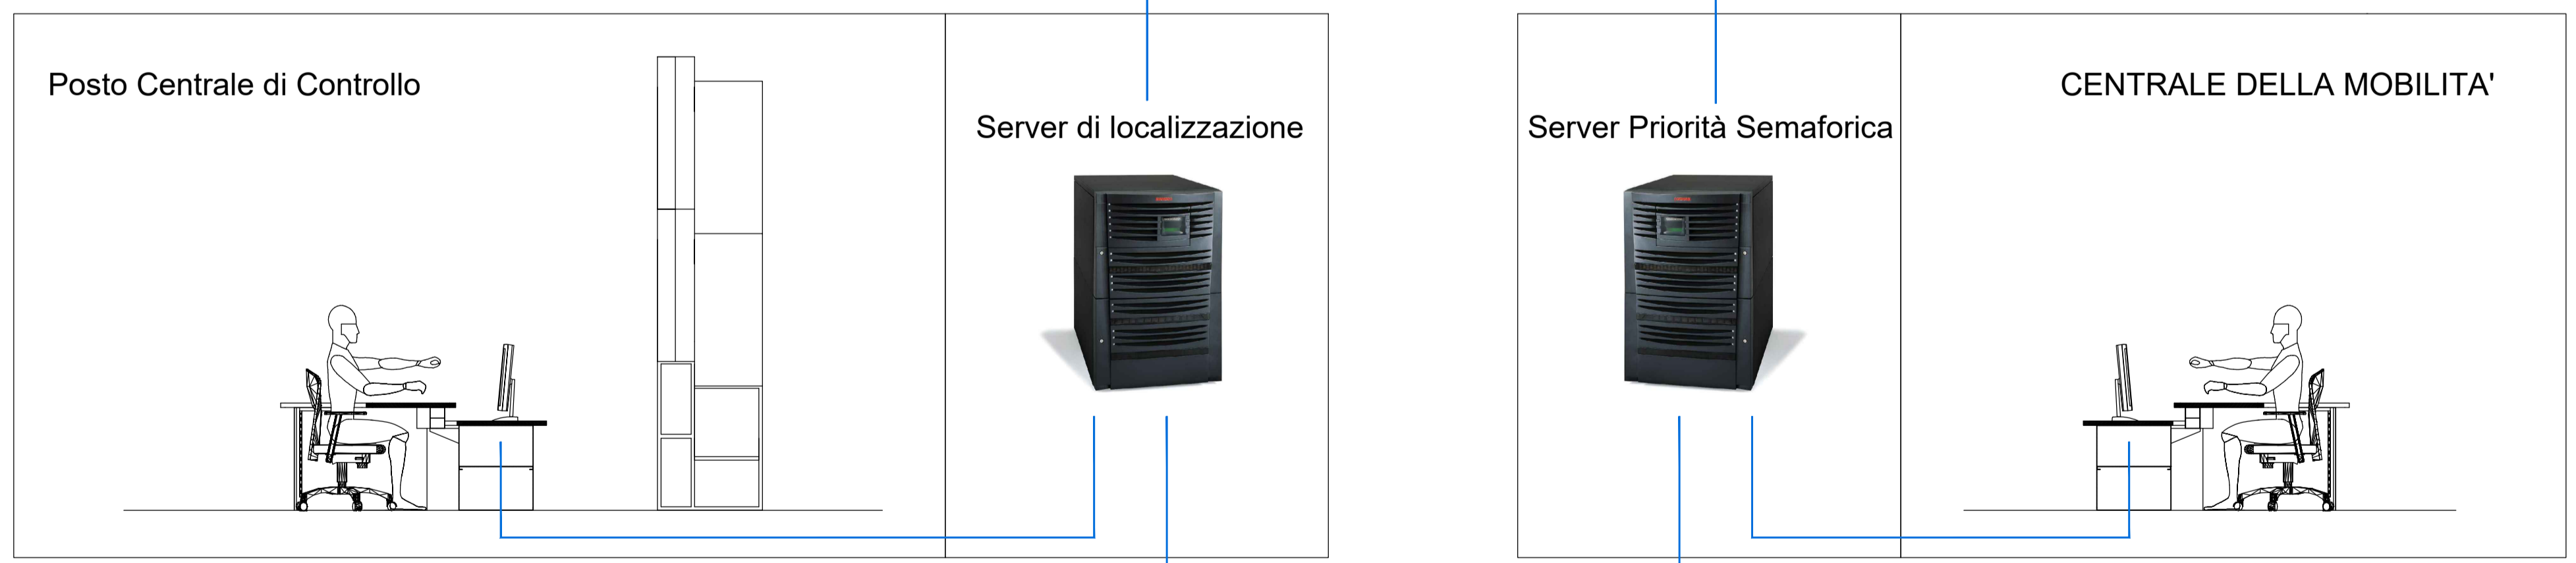 Posto Centrale di Controllo
Server di localizzazione
Server Priorità Semaforica
CENTRALE DELLA MOBILITA'